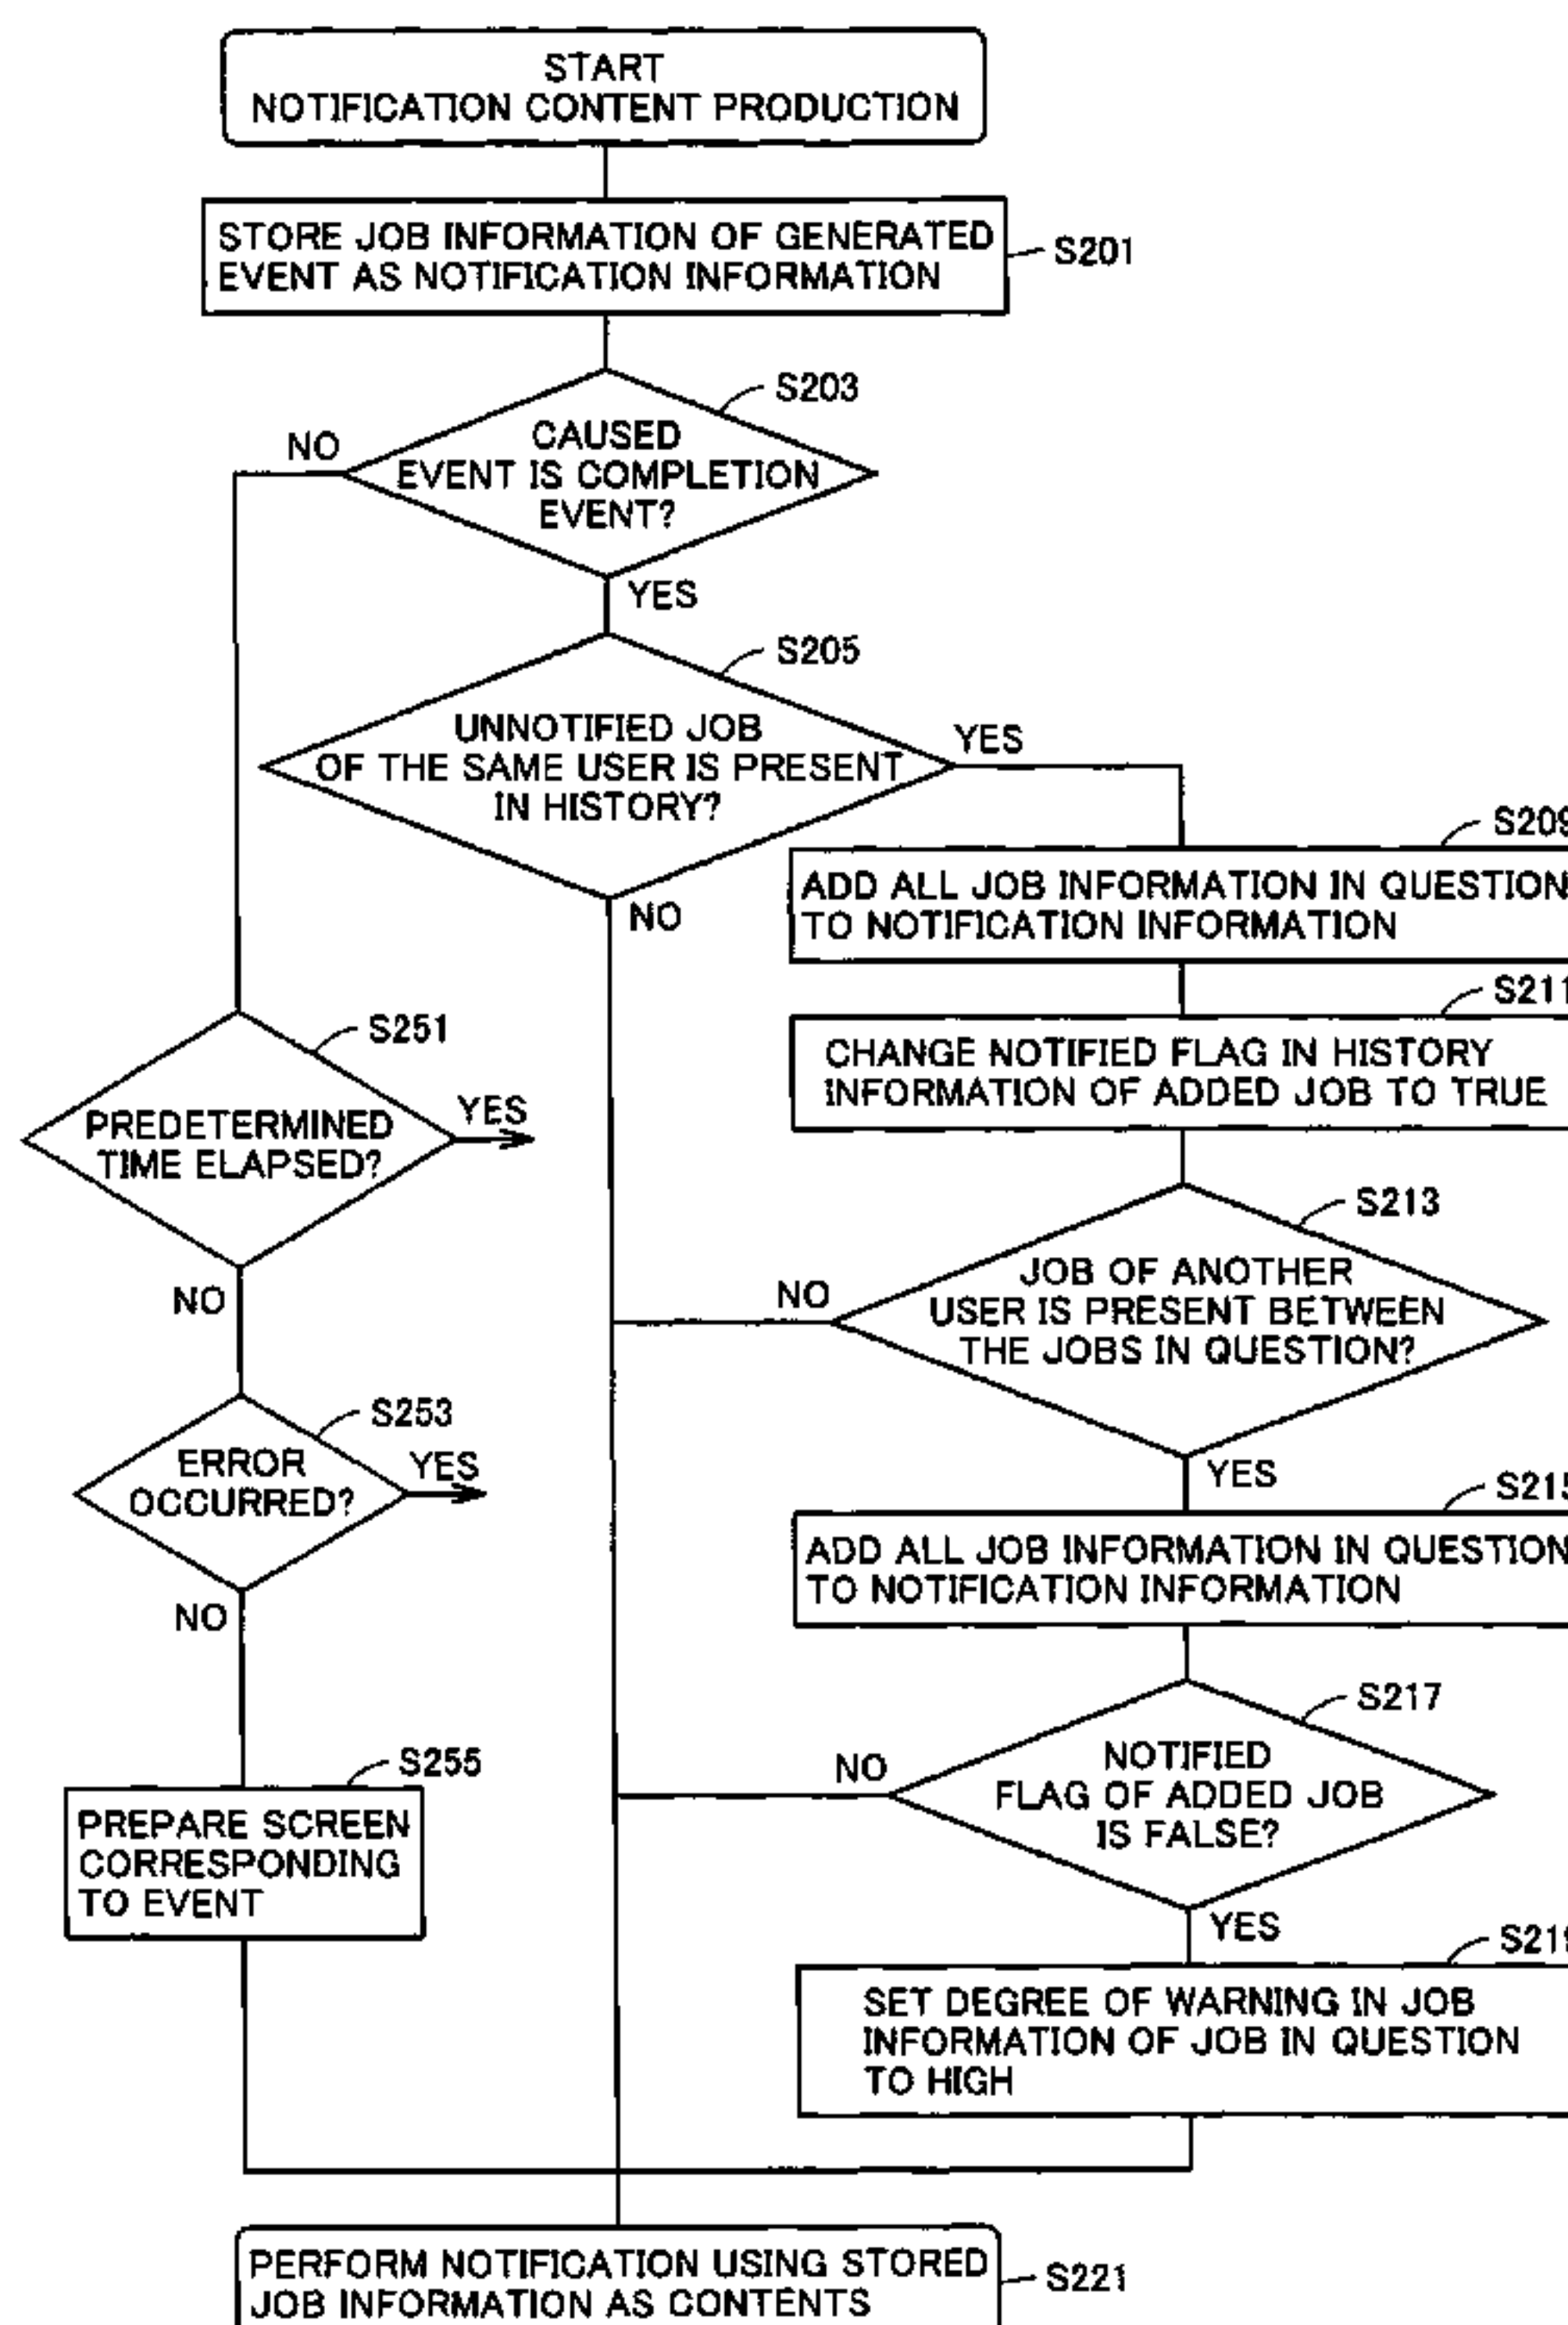 START
NOTIFICATION CONTENT PRODUCTION
STORE JOB INFORMATION OF GENERATED
EVENT AS NOTIFICATION INFORMATION
S201
S203
CAUSED
EVENT IS COMPLETION
EVENT?
NO
YES
S205
UNNOTIFIED JOB
OF THE SAME USER IS PRESENT
IN HISTORY?
YES
NO
S209
ADD ALL JOB INFORMATION IN QUESTION
TO NOTIFICATION INFORMATION
S211
CHANGE NOTIFIED FLAG IN HISTORY
INFORMATION OF ADDED JOB TO TRUE
S251
PREDETERMINED
TIME ELAPSED?
YES
NO
S213
JOB OF ANOTHER
USER IS PRESENT BETWEEN
THE JOBS IN QUESTION?
NO
YES
S253
ERROR
OCCURRED?
YES
NO
S215
ADD ALL JOB INFORMATION IN QUESTION
TO NOTIFICATION INFORMATION
S217
NOTIFIED
FLAG OF ADDED JOB
IS FALSE?
NO
YES
S255
PREPARE SCREEN
CORRESPONDING
TO EVENT
S219
SET DEGREE OF WARNING IN JOB
INFORMATION OF JOB IN QUESTION
TO HIGH
PERFORM NOTIFICATION USING STORED
JOB INFORMATION AS CONTENTS
S221